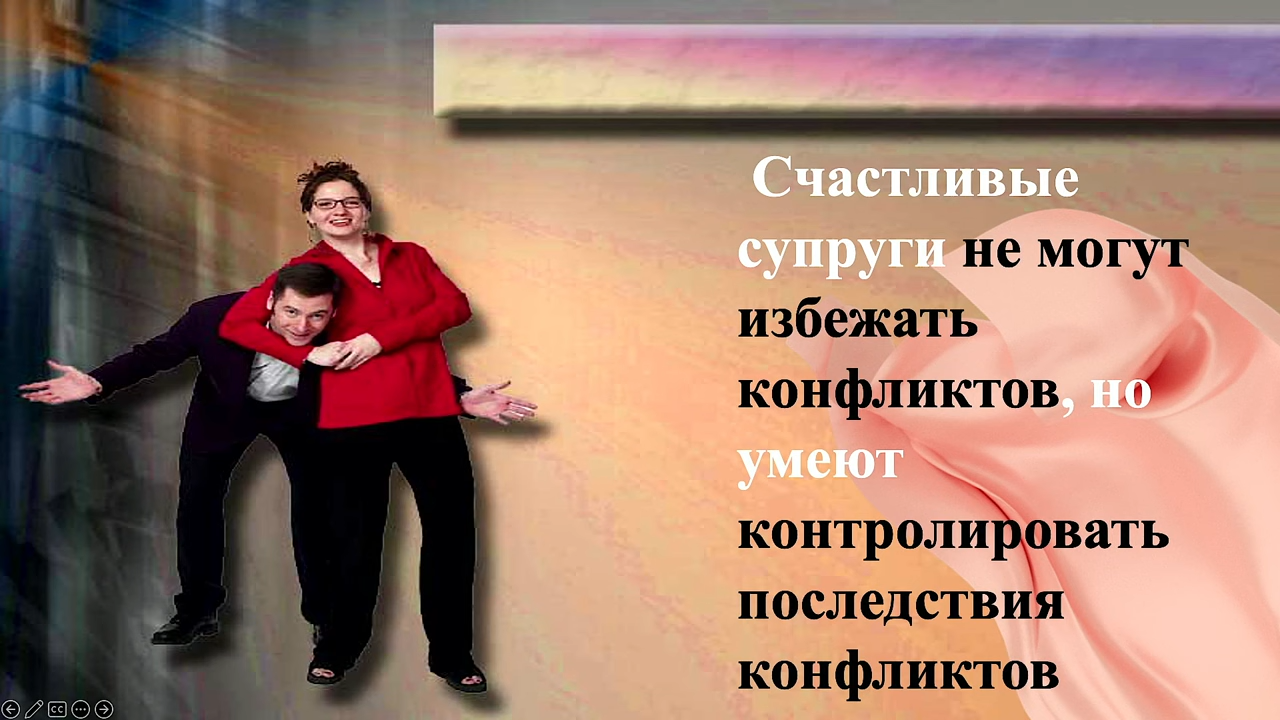 Счастливые
супруги не могут
избежать
конфликтов, но
умеют
контролировать
последствия
конфликтов